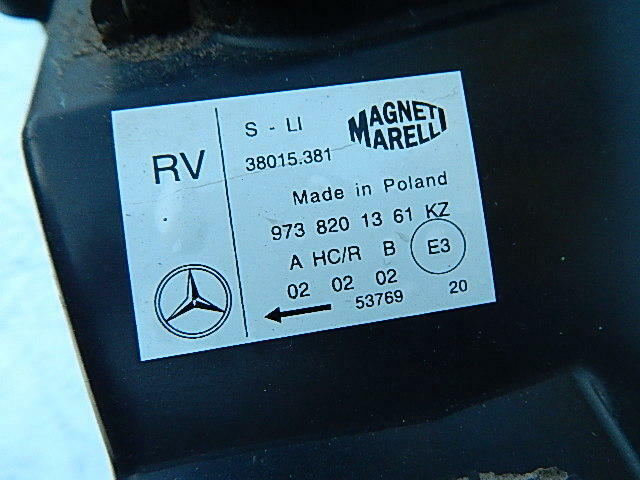 RV
S - LI
MAGNETI
MARELLI
38015.381
Made in Poland
973 820 13 61 KZ
A HC/R B
E3
02 02 02
53769 20